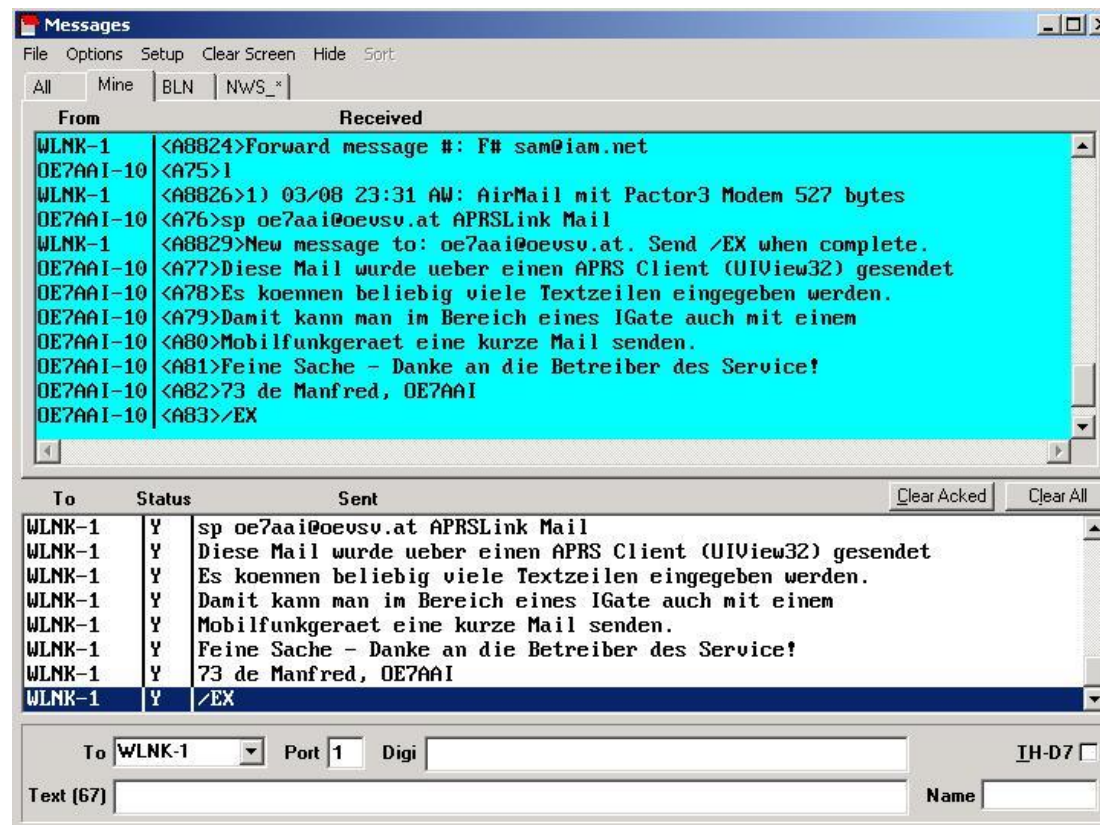 Messages
File Options Setup Clear Screen Hide Sort
All Mine BLN NWS_*
From Received
WLNK-1 <A8824>Forward message #: F# sam@iam.net
OE7AAI-10 <A75>l
WLNK-1 <A8826>1) 03/08 23:31 AW: AirMail mit Pactor3 Modem 527 bytes
OE7AAI-10 <A76>sp oe7aai@oevsv.at APRSLink Mail
WLNK-1 <A8829>New message to: oe7aai@oevsv.at. Send /EX when complete.
OE7AAI-10 <A77>Diese Mail wurde ueber einen APRS Client (UIView32) gesendet
OE7AAI-10 <A78>Es koennen beliebig viele Textzeilen eingegeben werden.
OE7AAI-10 <A79>Damit kann man im Bereich eines IGate auch mit einem
OE7AAI-10 <A80>Mobilfunkgeraet eine kurze Mail senden.
OE7AAI-10 <A81>Feine Sache - Danke an die Betreiber des Service!
OE7AAI-10 <A82>73 de Manfred, OE7AAI
OE7AAI-10 <A83>/EX
To Status Sent Clear Acked Clear All
WLNK-1 Y sp oe7aai@oevsv.at APRSLink Mail
WLNK-1 Y Diese Mail wurde ueber einen APRS Client (UIView32) gesendet
WLNK-1 Y Es koennen beliebig viele Textzeilen eingegeben werden.
WLNK-1 Y Damit kann man im Bereich eines IGate auch mit einem
WLNK-1 Y Mobilfunkgeraet eine kurze Mail senden.
WLNK-1 Y Feine Sache - Danke an die Betreiber des Service!
WLNK-1 Y 73 de Manfred, OE7AAI
WLNK-1 Y /EX
To WLNK-1 Port 1 Digi TH-D7
Text (67) Name